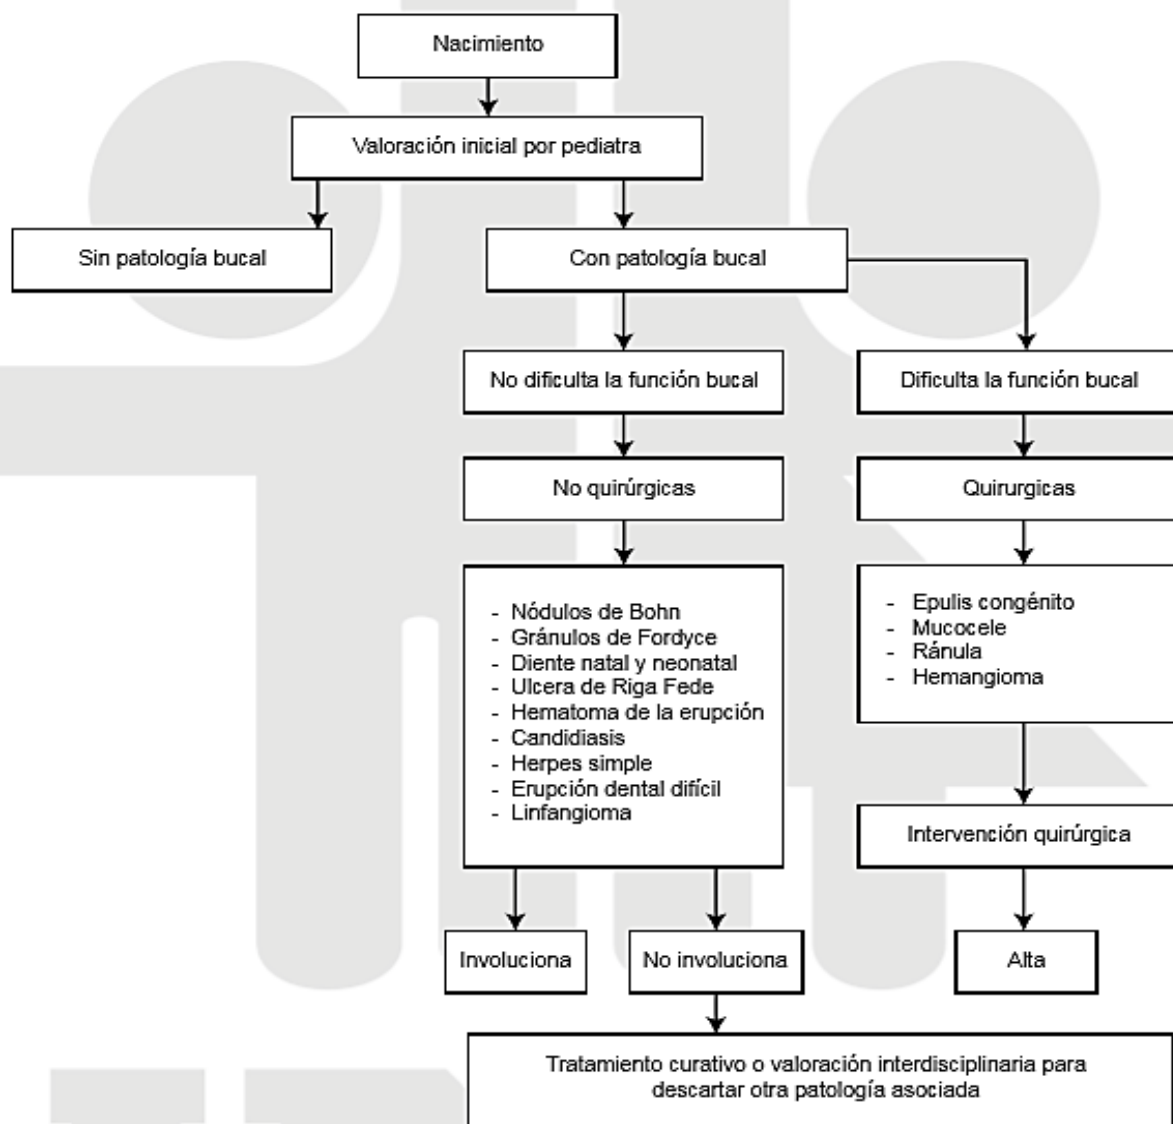 Nacimiento
Valoración inicial por pediatra
Sin patología bucal
Con patología bucal
No dificulta la función bucal
Dificulta la función bucal
No quirúrgicas
Quirurgicas
- Nódulos de Bohn
- Gránulos de Fordyce
- Diente natal y neonatal
- Ulcera de Riga Fede
- Hematoma de la erupción
- Candidiasis
- Herpes simple
- Erupción dental difícil
- Linfangioma
- Epulis congénito
- Mucocele
- Ránula
- Hemangioma
Intervención quirúrgica
Involuciona
No involuciona
Alta
Tratamiento curativo o valoración interdisciplinaria para
descartar otra patología asociada